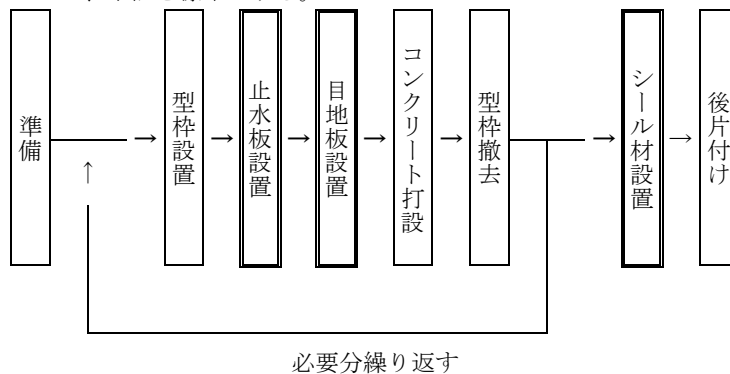 準備
型枠設置
止水板設置
目地板設置
コンクリート打設
型枠撤去
シール材設置
後片付け
必要分繰り返す